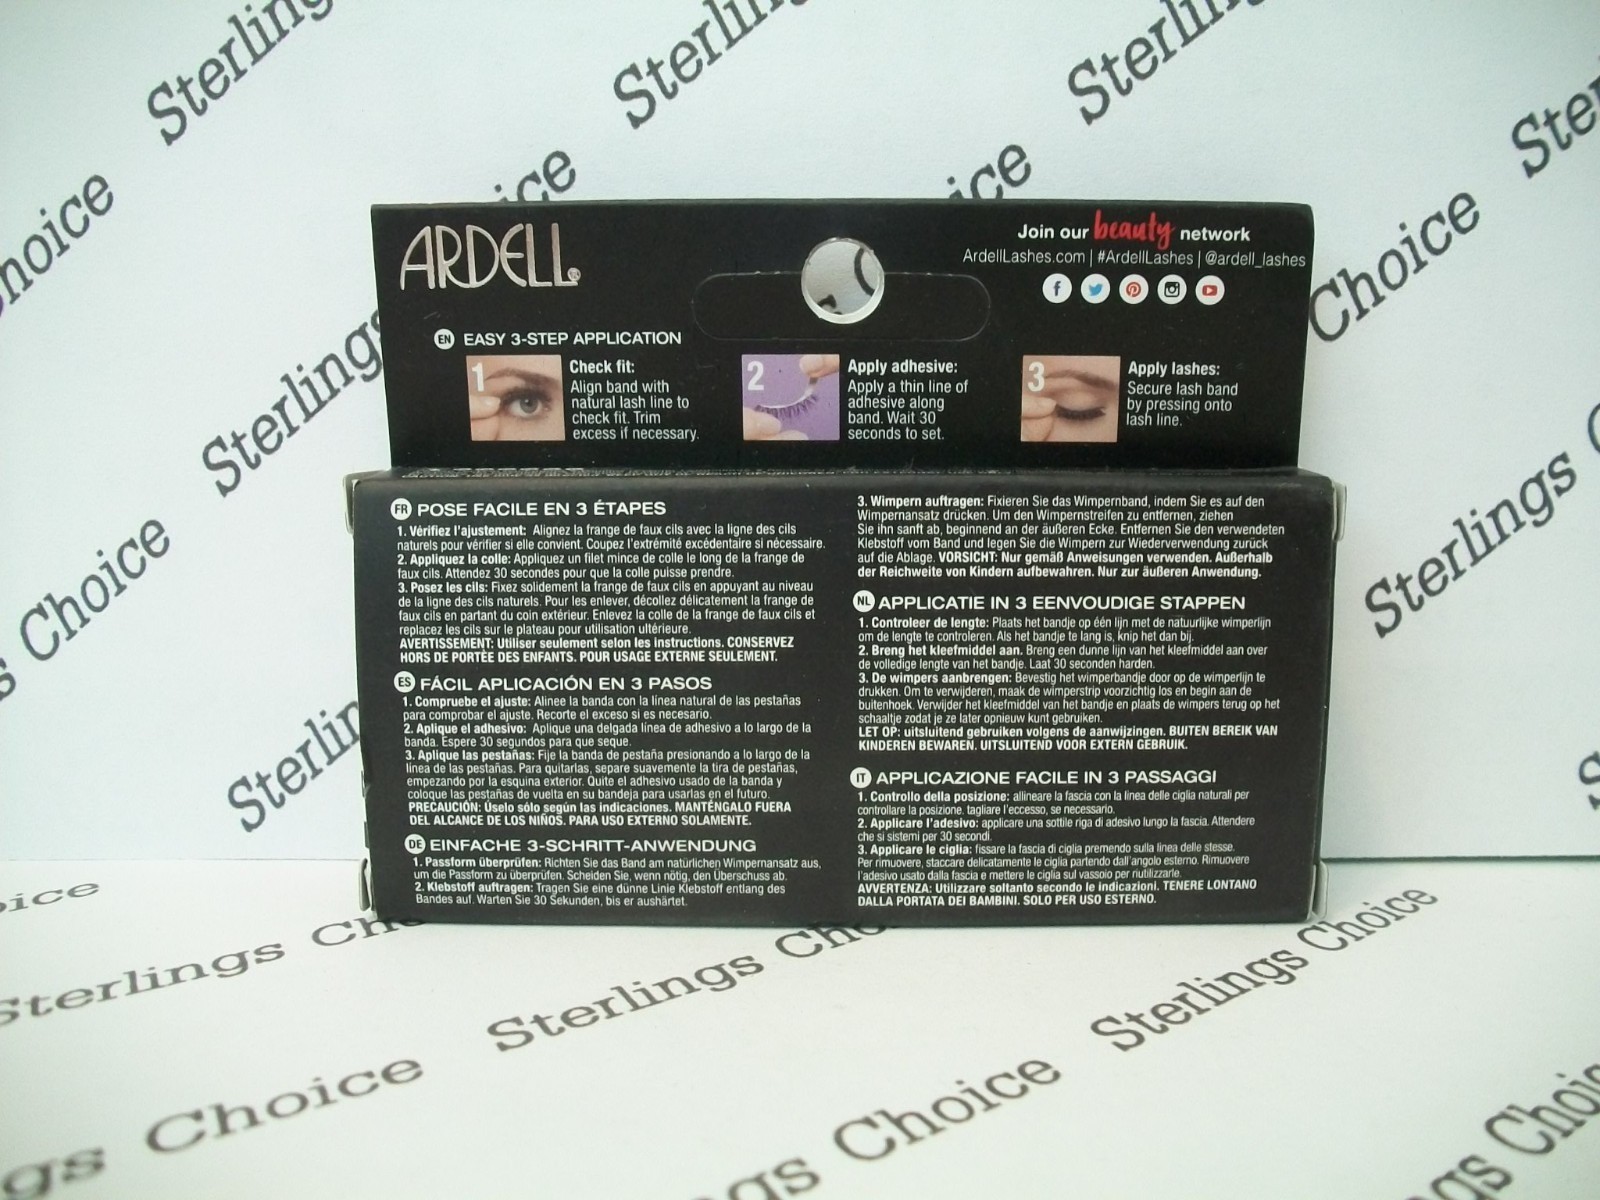 ARDELL
Join our beauty network
ArdellLashes.com | #ArdellLashes | @ardell_lashes
EN EASY 3-STEP APPLICATION
1
Check fit:
Align band with
natural lash line to
check fit. Trim
excess if necessary.
2
Apply adhesive:
Apply a thin line of
adhesive along
band. Wait 30
seconds to set.
3
Apply lashes:
Secure lash band
by pressing onto
lash line.
FR POSE FACILE EN 3 ÉTAPES
1. Vérifiez l'ajustement: Alignez la frange de faux cils avec la ligne des cils
naturels pour vérifier si elle convient. Coupez l'extrémité excédentaire si nécessaire.
2. Appliquez la colle: Appliquez un filet mince de colle le long de la frange de
faux cils. Attendez 30 secondes pour que la colle puisse prendre.
3. Posez les cils: Fixez solidement la frange de faux cils en appuyant au niveau
de la ligne des cils naturels. Pour les enlever, décollez délicatement la frange de
faux cils en partant du coin extérieur. Enlevez la colle de la frange de faux cils et
replacez les cils sur le plateau pour utilisation ultérieure.
AVERTISSEMENT: Utiliser seulement selon les instructions. CONSERVEZ
HORS DE PORTÉE DES ENFANTS. POUR USAGE EXTERNE SEULEMENT.
ES FÁCIL APLICACIÓN EN 3 PASOS
1. Compruebe el ajuste: Alinee la banda con la línea natural de las pestañas
para comprobar el ajuste. Recorte el exceso si es necesario.
2. Aplique el adhesivo: Aplique una delgada línea de adhesivo a lo largo de la
banda. Espere 30 segundos para que seque.
3. Aplique las pestañas: Fije la banda de pestaña presionando a lo largo de la
línea de las pestañas. Para quitarlas, separe suavemente la tira de pestañas,
empezando por la esquina exterior. Quite el adhesivo usado de la banda y
coloque las pestañas de vuelta en su bandeja para usarlas en el futuro.
PRECAUCIÓN: Úselo sólo según las indicaciones. MANTÉNGALO FUERA
DEL ALCANCE DE LOS NIÑOS. PARA USO EXTERNO SOLAMENTE.
DE EINFACHE 3-SCHRITT-ANWENDUNG
1. Passform überprüfen: Richten Sie das Band am natürlichen Wimpernansatz aus,
um die Passform zu überprüfen. Scheiden Sie, wenn nötig, den Überschuss ab.
2. Klebstoff auftragen: Tragen Sie eine dünne Linie Klebstoff entlang des
Bandes auf. Warten Sie 30 Sekunden, bis er aushärtet.
3. Wimpern auftragen: Fixieren Sie das Wimpernband, indem Sie es auf den
Wimpernansatz drücken. Um den Wimpernstreifen zu entfernen, ziehen
Sie ihn sanft ab, beginnend an der äußeren Ecke. Entfernen Sie den verwendeten
Klebstoff vom Band und legen Sie die Wimpern zur Wiederverwendung zurück
auf die Ablage. VORSICHT: Nur gemäß Anweisungen verwenden. Außerhalb
der Reichweite von Kindern aufbewahren. Nur zur äußeren Anwendung.
NL APPLICATIE IN 3 EENVOUDIGE STAPPEN
1. Controleer de lengte: Plaats het bandje op één lijn met de natuurlijke wimperlijn
om de lengte te controleren. Als het bandje te lang is, knip het dan bij.
2. Breng het kleefmiddel aan. Breng een dunne lijn van het kleefmiddel aan over
de volledige lengte van het bandje. Laat 30 seconden harden.
3. De wimpers aanbrengen: Bevestig het wimperbandje door op de wimperlijn te
drukken. Om te verwijderen, maak de wimperstrip voorzichtig los en begin aan de
buitenhoek. Verwijder het kleefmiddel van het bandje en plaats de wimpers terug op het
schaaltje zodat je ze later opnieuw kunt gebruiken.
LET OP: uitsluitend gebruiken volgens de aanwijzingen. BUITEN BEREIK VAN
KINDEREN BEWAREN. UITSLUITEND VOOR EXTERN GEBRUIK.
IT APPLICAZIONE FACILE IN 3 PASSAGGI
1. Controllo della posizione: allineare la fascia con la linea delle ciglia naturali per
controllare la posizione. tagliare l'eccesso, se necessario.
2. Applicare l'adesivo: applicare una sottile riga di adesivo lungo la fascia. Attendere
che si sistemi per 30 secondi.
3. Applicare le ciglia: fissare la fascia di ciglia premendo sulla linea delle stesse.
Per rimuovere, staccare delicatamente le ciglia partendo dall'angolo esterno. Rimuovere
l'adesivo usato dalla fascia e mettere le ciglia sul vassoio per riutilizzarle.
AVVERTENZA: Utilizzare soltanto secondo le indicazioni. TENERE LONTANO
DALLA PORTATA DEI BAMBINI. SOLO PER USO ESTERNO.
Sterlings Choice
Sterlings Choice
Sterlings Choice
Sterlings Choice